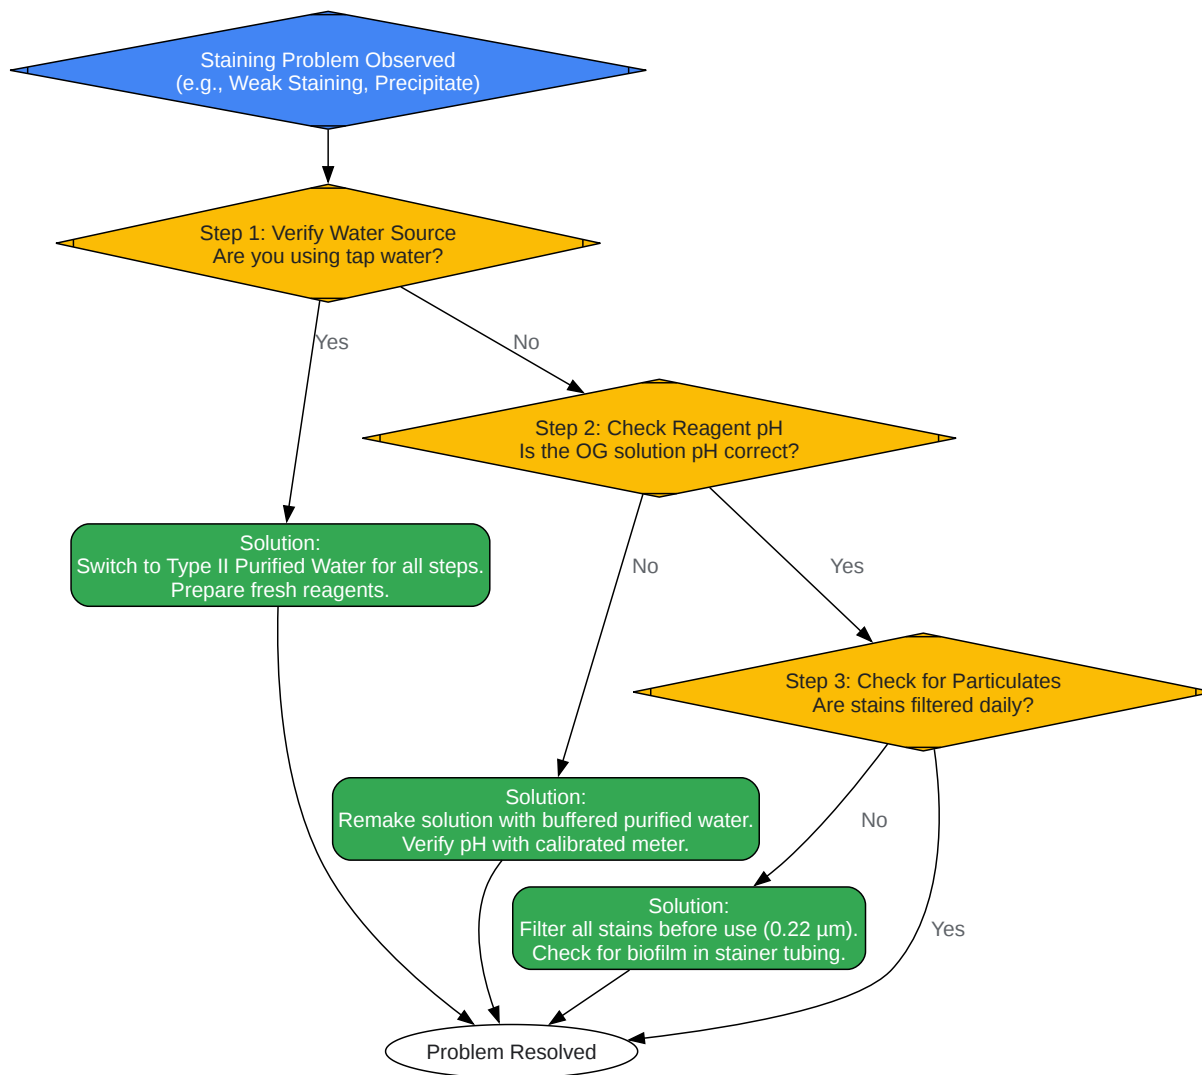 Staining Problem Observed
(e.g., Weak Staining, Precipitate)
Step 1: Verify Water Source
Are you using tap water?
Yes
No
Step 2: Check Reagent pH
Is the OG solution pH correct?
Solution:
Switch to Type II Purified Water for all steps.
Prepare fresh reagents.
No
Yes
Step 3: Check for Particulates
Are stains filtered daily?
Solution:
Remake solution with buffered purified water.
Verify pH with calibrated meter.
No
Solution:
Filter all stains before use (0.22 µm).
Check for biofilm in stainer tubing.
Yes
Problem Resolved